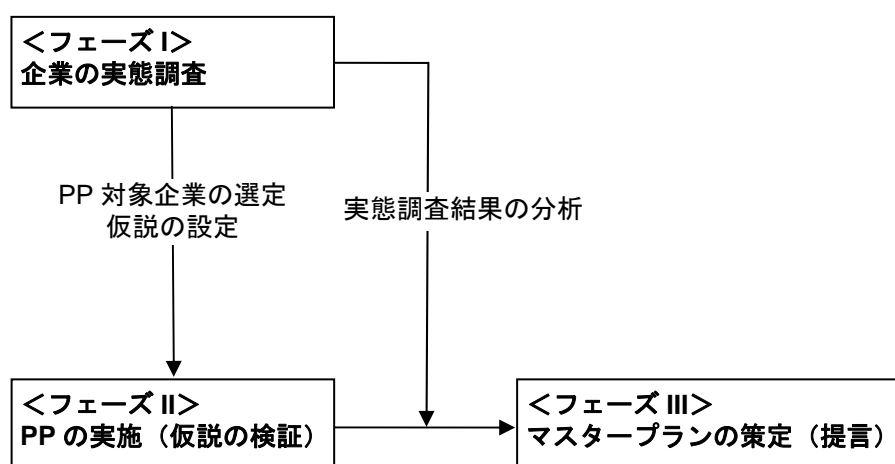 ＜フェーズ I＞
企業の実態調査
PP 対象企業の選定
仮説の設定
実態調査結果の分析
＜フェーズ II＞
PP の実施（仮説の検証）
＜フェーズ III＞
マスタープランの策定（提言）